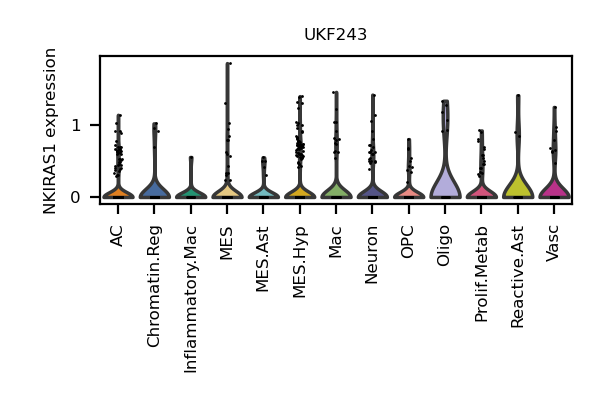 UKF243
NKIRAS1 expression
1
0
AC
Chromatin.Reg
Inflammatory.Mac
MES
MES.Ast
MES.Hyp
Mac
Neuron
OPC
Oligo
Prolif.Metab
Reactive.Ast
Vasc